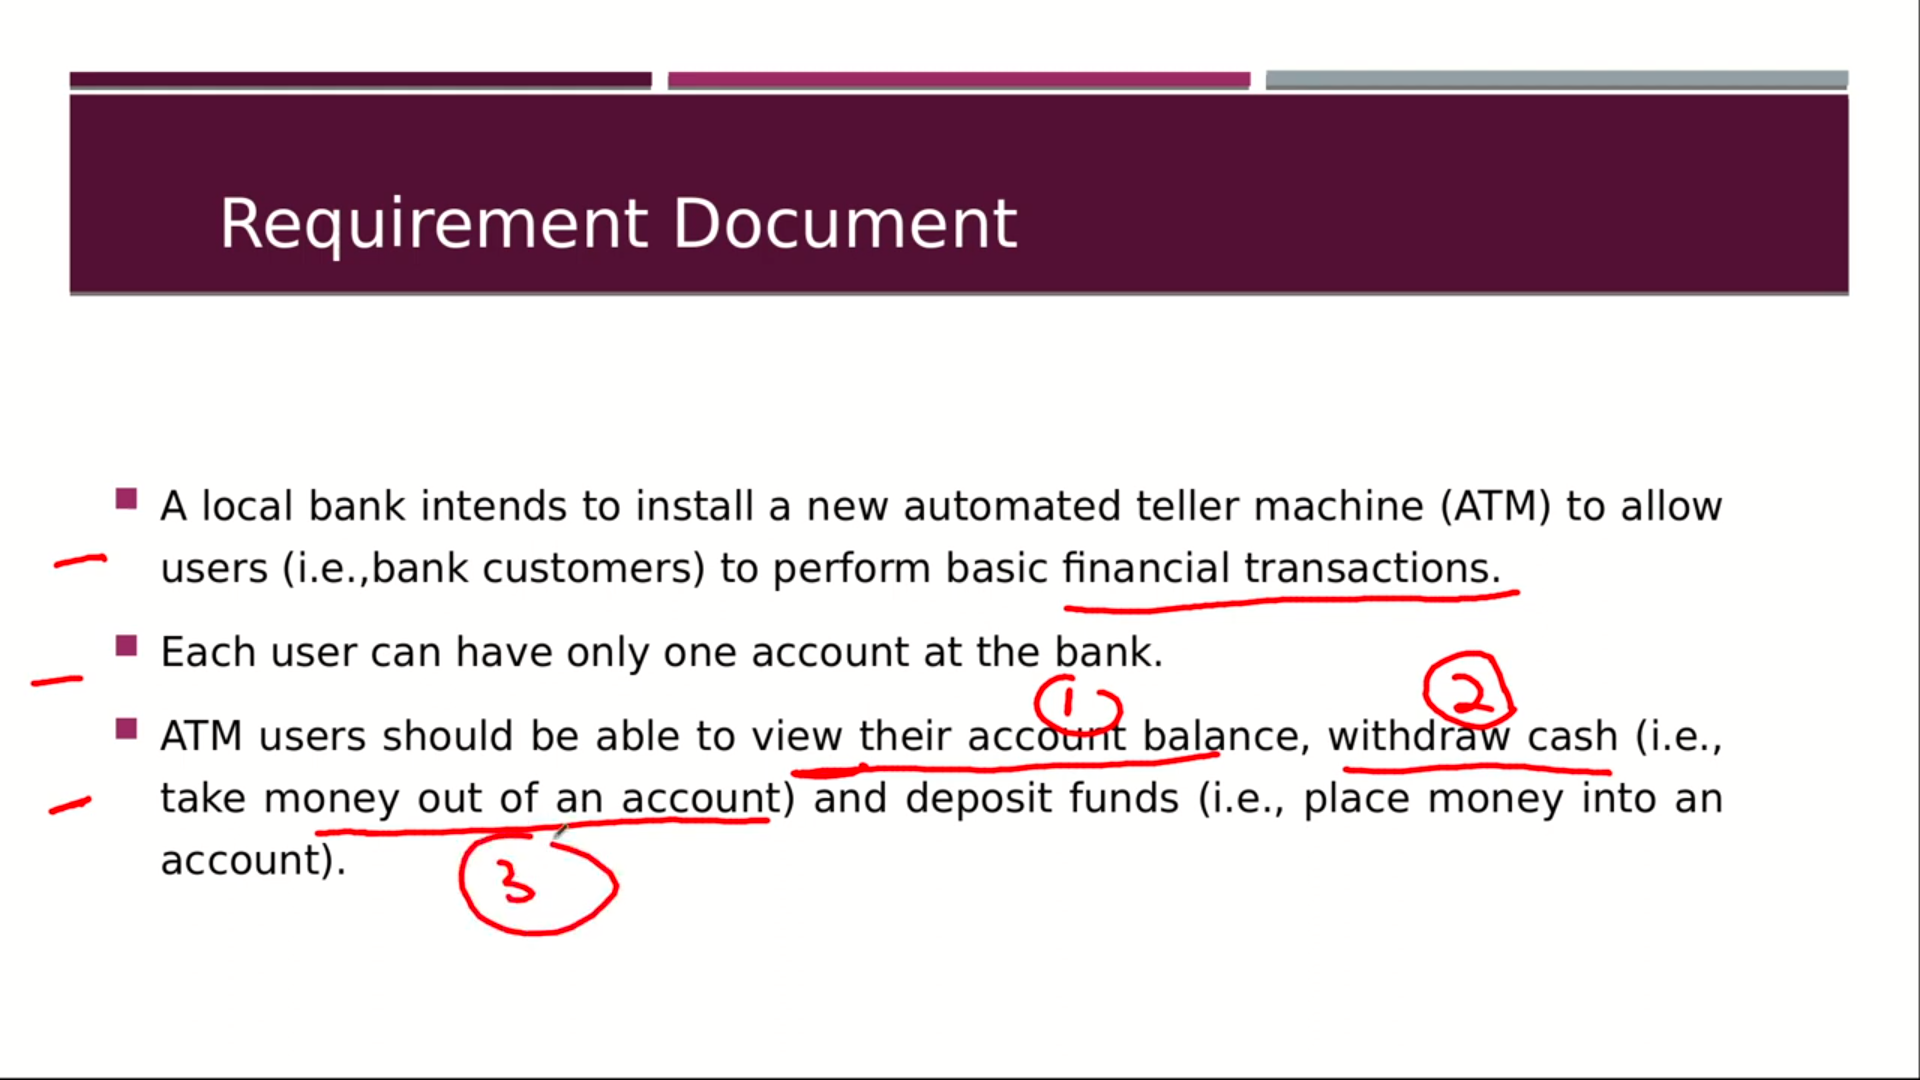 Requirement Document
A local bank intends to install a new automated teller machine (ATM) to allow
users (i.e.,bank customers) to perform basic financial transactions.
Each user can have only one account at the bank.
1 2
ATM users should be able to view their account balance, withdraw cash (i.e.,
take money out of an account) and deposit funds (i.e., place money into an
account).
3